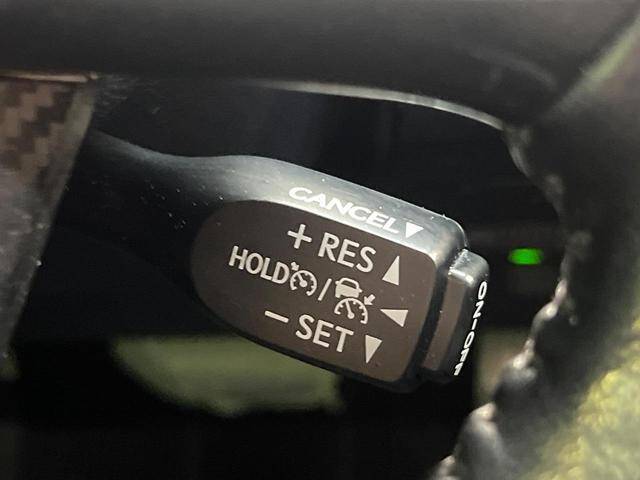 CANCEL▼
+ RES ▲
HOLD / ◄
− SET ▼
ON-OFF